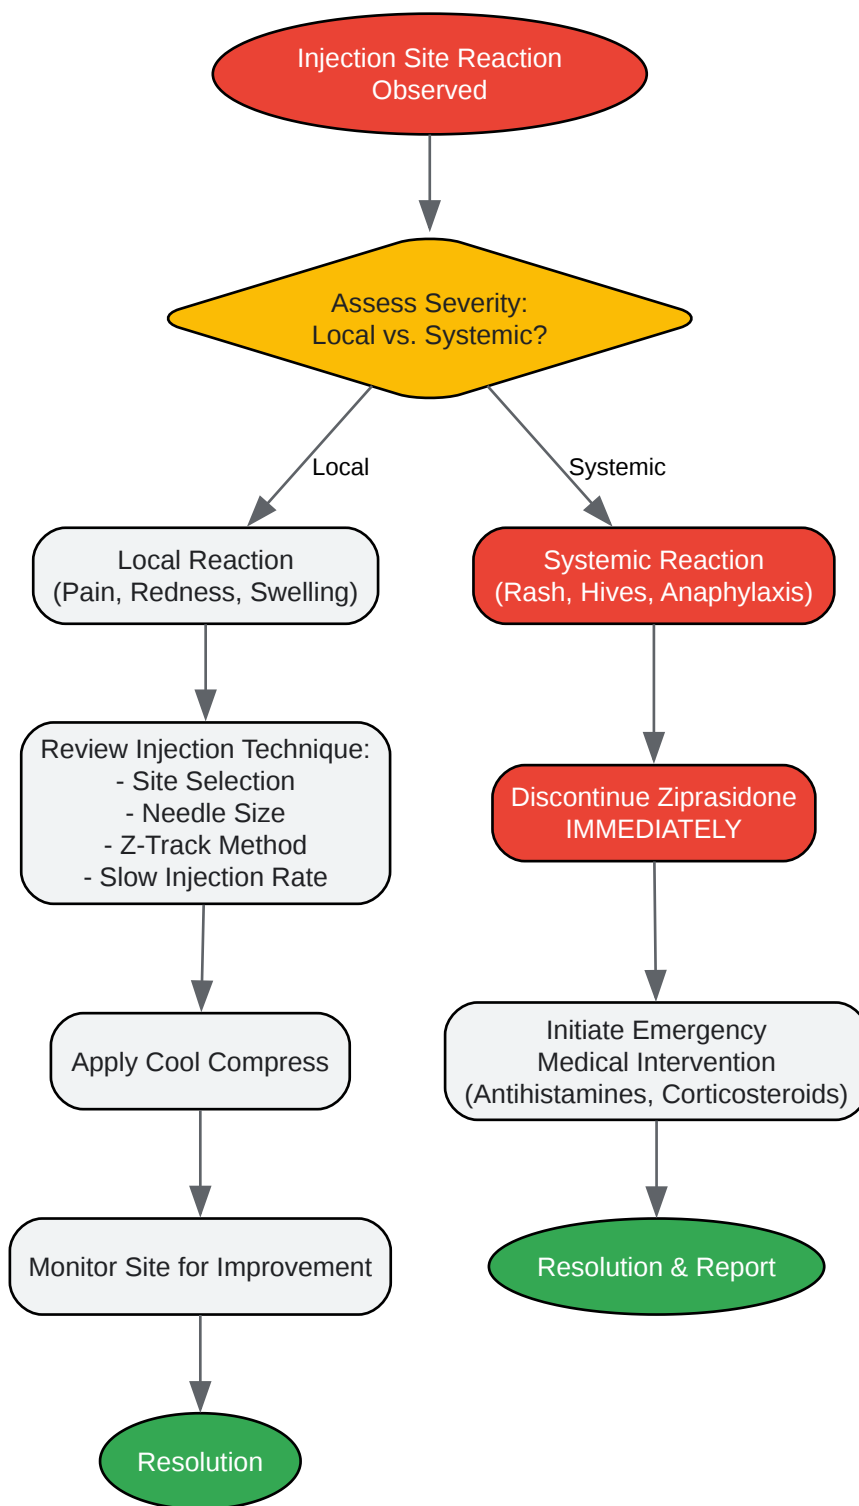 Injection Site Reaction
Observed
Assess Severity:
Local vs. Systemic?
Local
Systemic
Local Reaction
(Pain, Redness, Swelling)
Systemic Reaction
(Rash, Hives, Anaphylaxis)
Review Injection Technique:
- Site Selection
- Needle Size
- Z-Track Method
- Slow Injection Rate
Discontinue Ziprasidone
IMMEDIATELY
Apply Cool Compress
Initiate Emergency
Medical Intervention
(Antihistamines, Corticosteroids)
Monitor Site for Improvement
Resolution & Report
Resolution